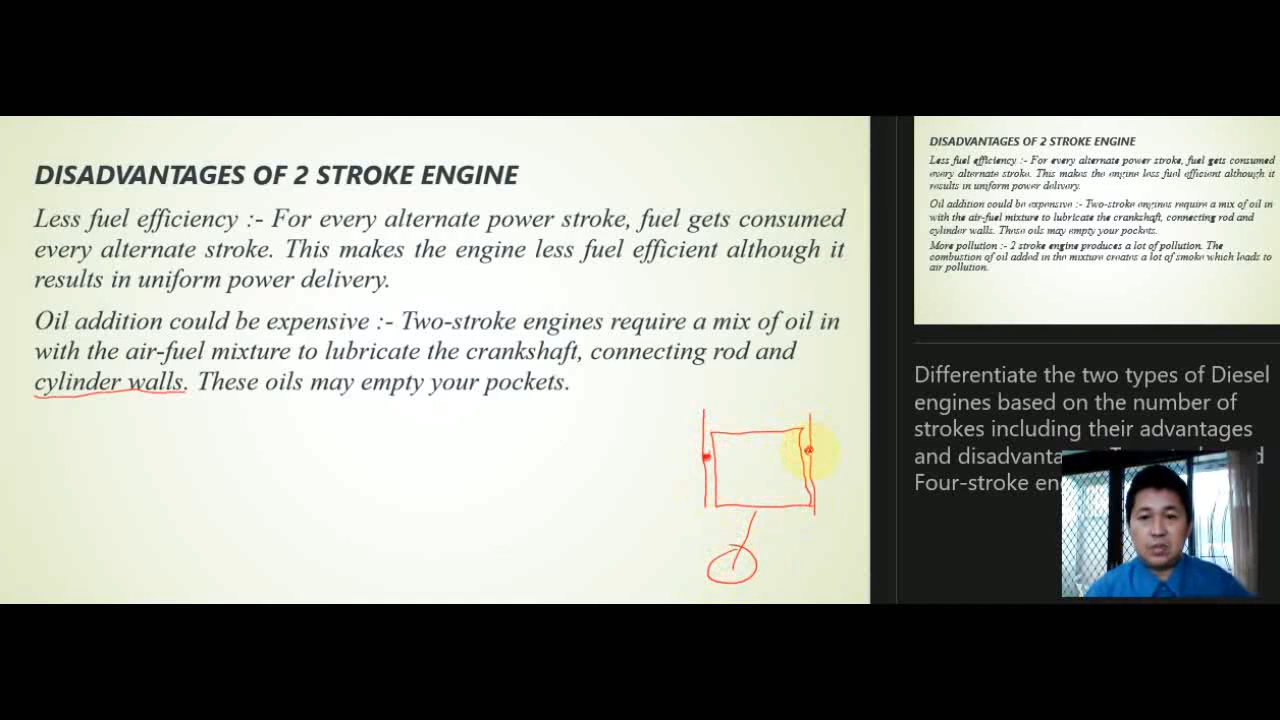 DISADVANTAGES OF 2 STROKE ENGINE
Less fuel efficiency :- For every alternate power stroke, fuel gets consumed
every alternate stroke. This makes the engine less fuel efficient although it
results in uniform power delivery.
Oil addition could be expensive :- Two-stroke engines require a mix of oil in
with the air-fuel mixture to lubricate the crankshaft, connecting rod and
cylinder walls. These oils may empty your pockets.
DISADVANTAGES OF 2 STROKE ENGINE
Less fuel efficiency :- For every alternate power stroke, fuel gets consumed
every alternate stroke. This makes the engine less fuel efficient although it
results in uniform power delivery.
Oil addition could be expensive :- Two-stroke engines require a mix of oil in
with the air-fuel mixture to lubricate the crankshaft, connecting rod and
cylinder walls. These oils may empty your pockets.
More pollution :- 2 stroke engine produces a lot of pollution. The
combustion of oil added in the mixture creates a lot of smoke which leads to
air pollution.
Differentiate the two types of Diesel
engines based on the number of
strokes including their advantages
and
Four-stroke